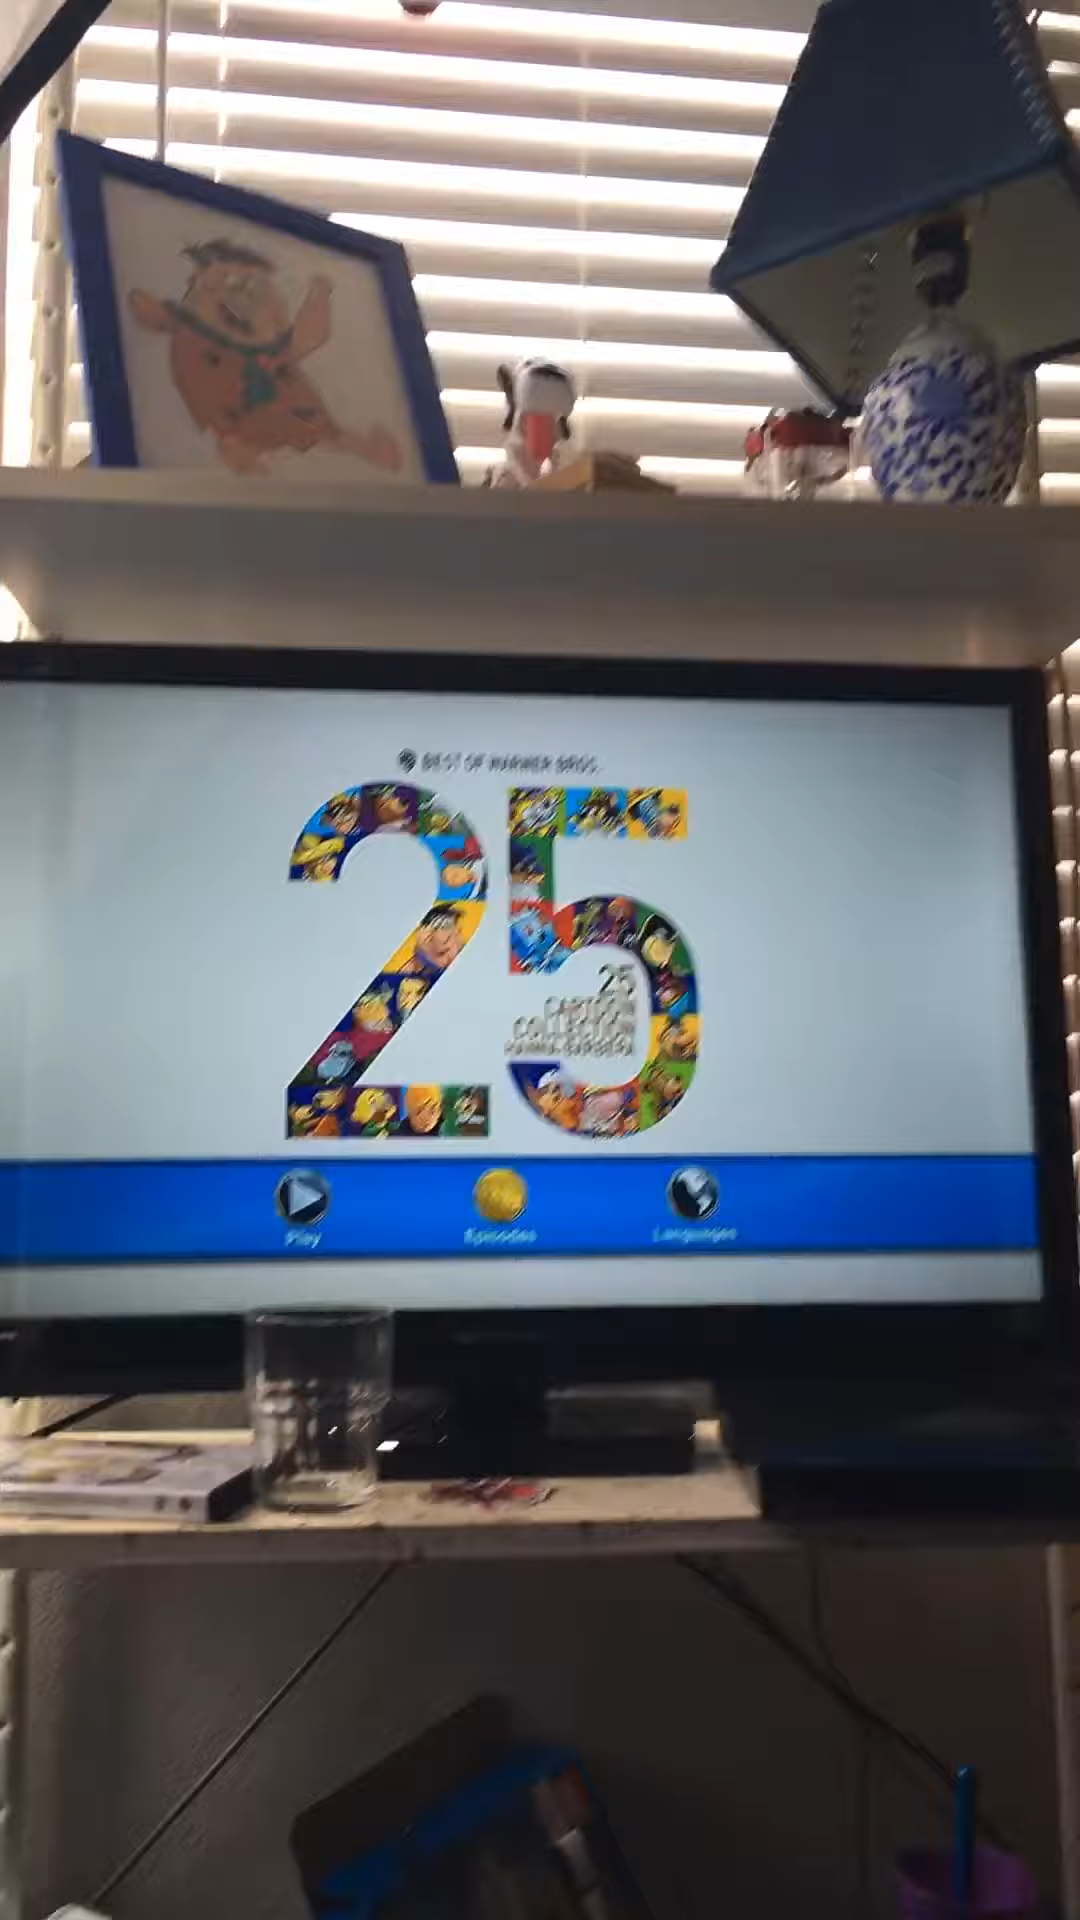 BEST OF WARNER BROS.
25
25
CARTOON
COLLECTION
HANNA-BARBERA
Play
Episodes
Languages